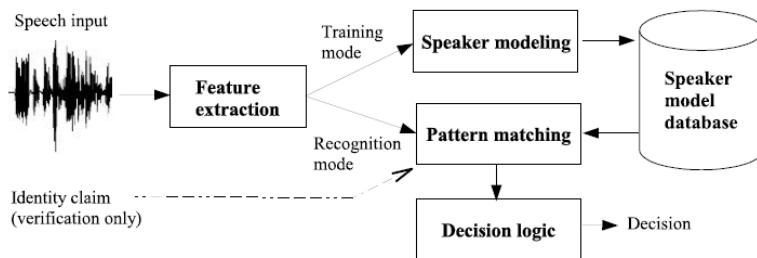 Speech input
Training
mode
Speaker modeling
Feature
extraction
Speaker
model
database
Recognition
mode
Pattern matching
Identity claim
(verification only)
Decision logic
Decision